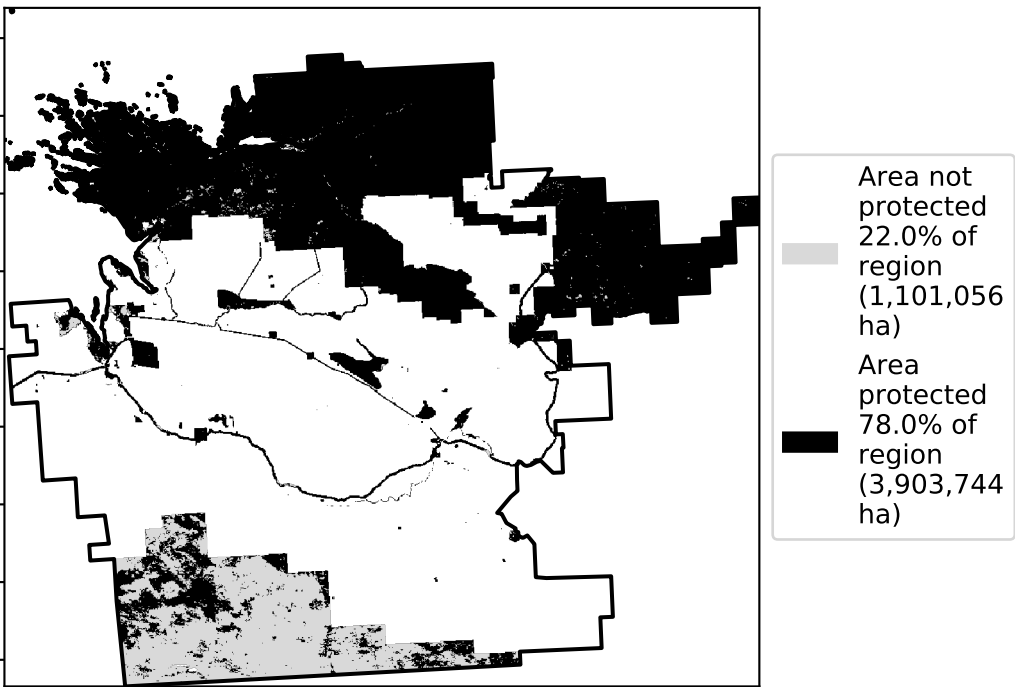 Area not
protected
22.0% of
region
(1,101,056
ha)
Area
protected
78.0% of
region
(3,903,744
ha)